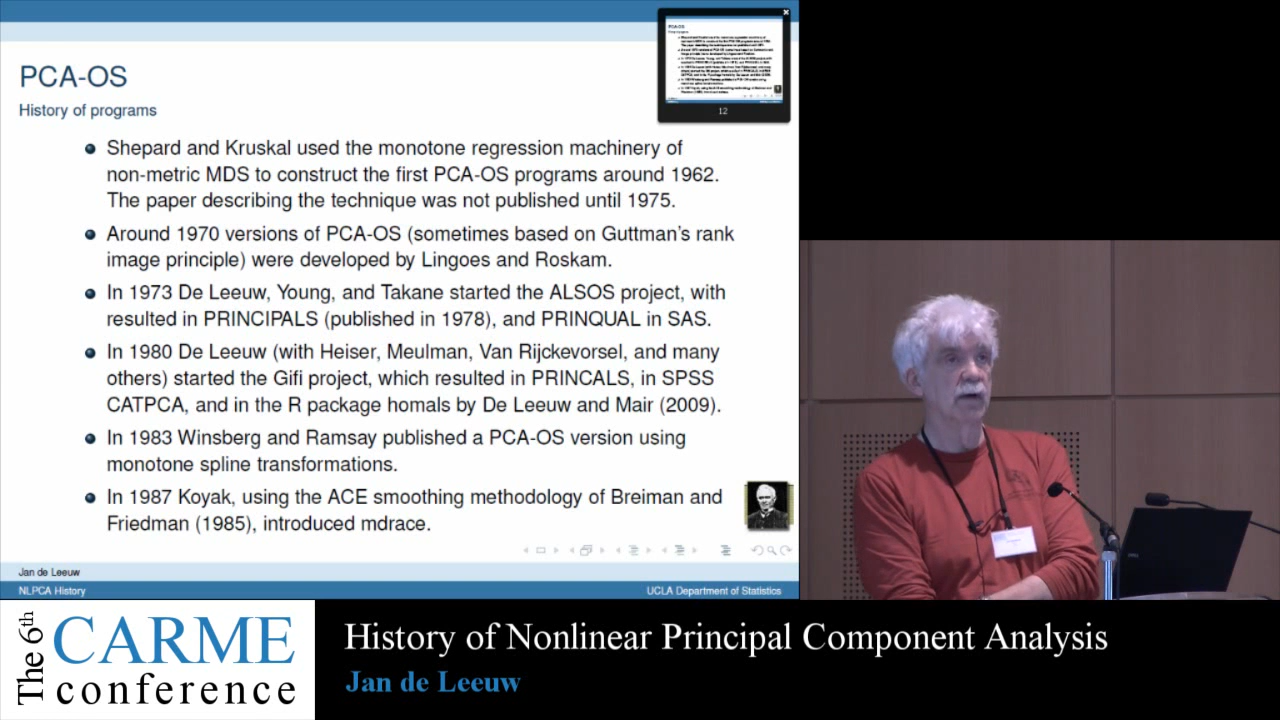 PCA-OS
History of programs
12
Shepard and Kruskal used the monotone regression machinery of
non-metric MDS to construct the first PCA-OS programs around 1962.
The paper describing the technique was not published until 1975.
Around 1970 versions of PCA-OS (sometimes based on Guttman's rank
image principle) were developed by Lingoes and Roskam.
In 1973 De Leeuw, Young, and Takane started the ALSOS project, with
resulted in PRINCIPALS (published in 1978), and PRINQUAL in SAS.
In 1980 De Leeuw (with Heiser, Meulman, Van Rijckevorsel, and many
others) started the Gifi project, which resulted in PRINCALS, in SPSS
CATPCA, and in the R package homals by De Leeuw and Mair (2009).
In 1983 Winsberg and Ramsay published a PCA-OS version using
monotone spline transformations.
In 1987 Koyak, using the ACE smoothing methodology of Breiman and
Friedman (1985), introduced mdrace.
Jan de Leeuw
NLPCA History
UCLA Department of Statistics
The 6th
CARME
conference
History of Nonlinear Principal Component Analysis
Jan de Leeuw